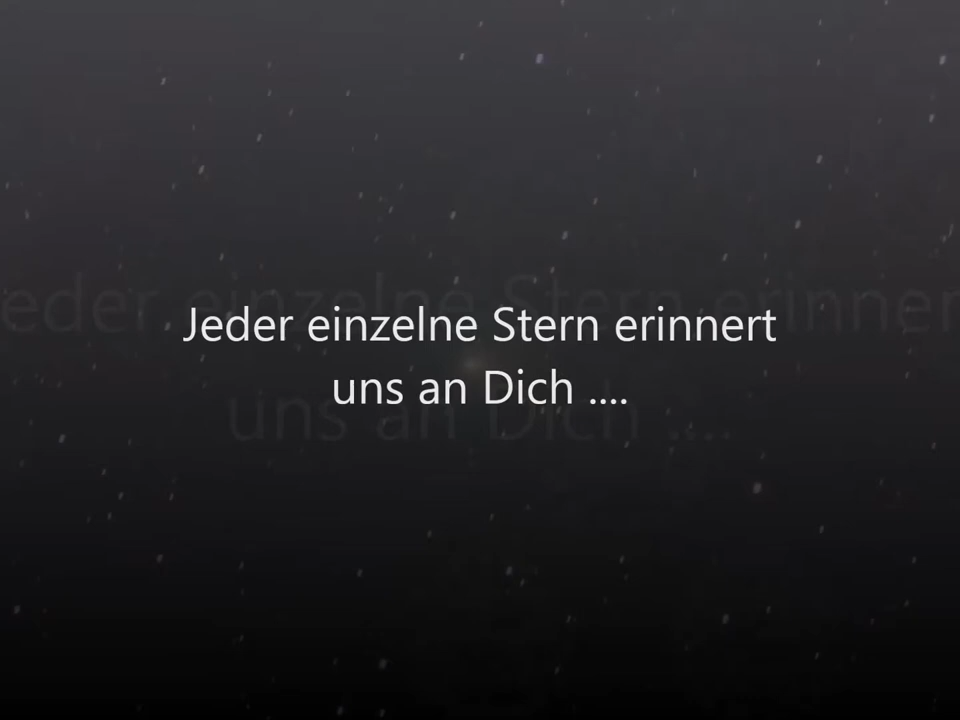 Jeder einzelne Stern erinnert
uns an Dich ....